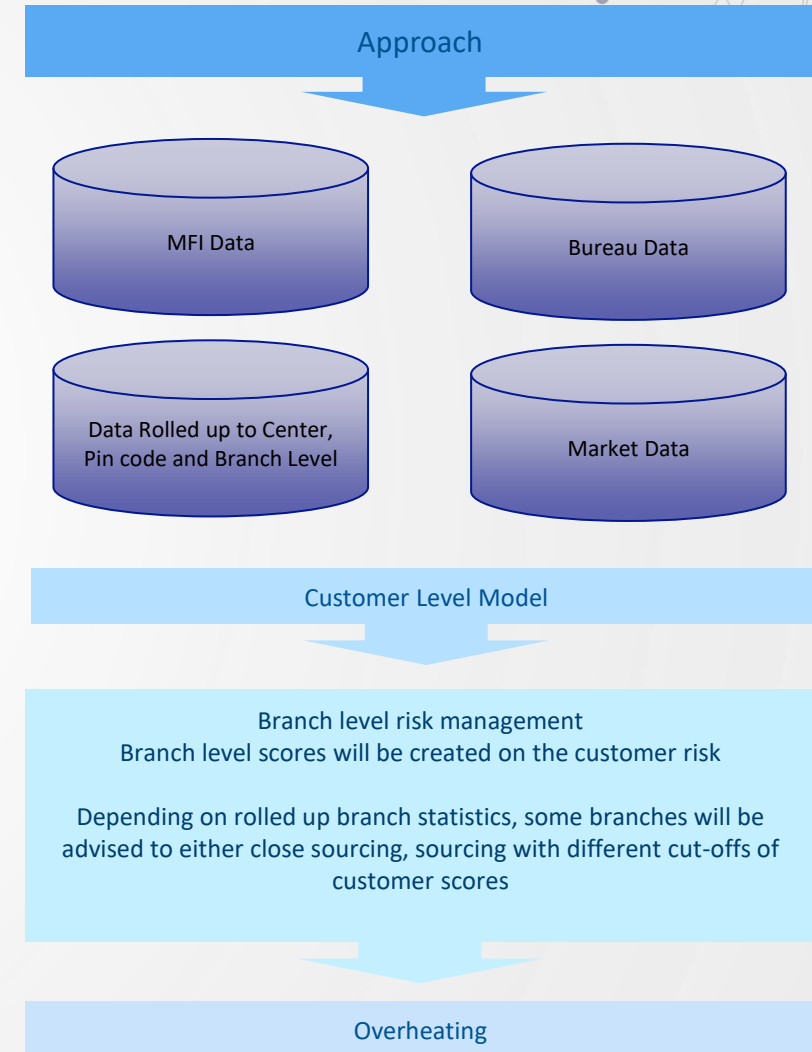 Approach
MFI Data
Bureau Data
Data Rolled up to Center,
Pin code and Branch Level
Market Data
Customer Level Model
Branch level risk management
Branch level scores will be created on the customer risk
Depending on rolled up branch statistics, some branches will be
advised to either close sourcing, sourcing with different cut-offs of
customer scores
Overheating